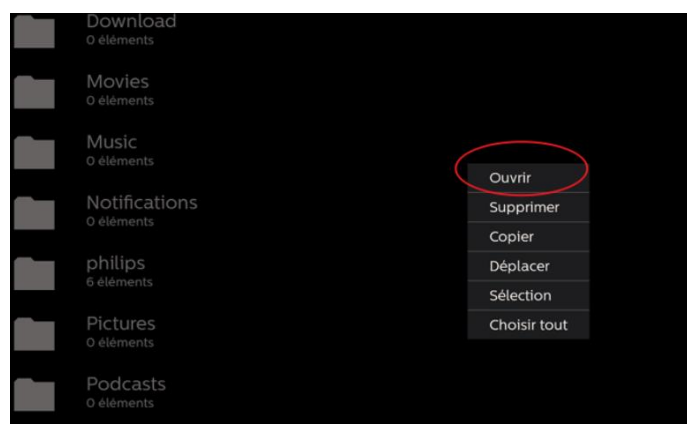 Download
0 éléments
Movies
0 éléments
Music
0 éléments
Notifications
0 éléments
philips
6 éléments
Pictures
0 éléments
Podcasts
0 éléments
Ouvrir
Supprimer
Copier
Déplacer
Sélection
Choisir tout